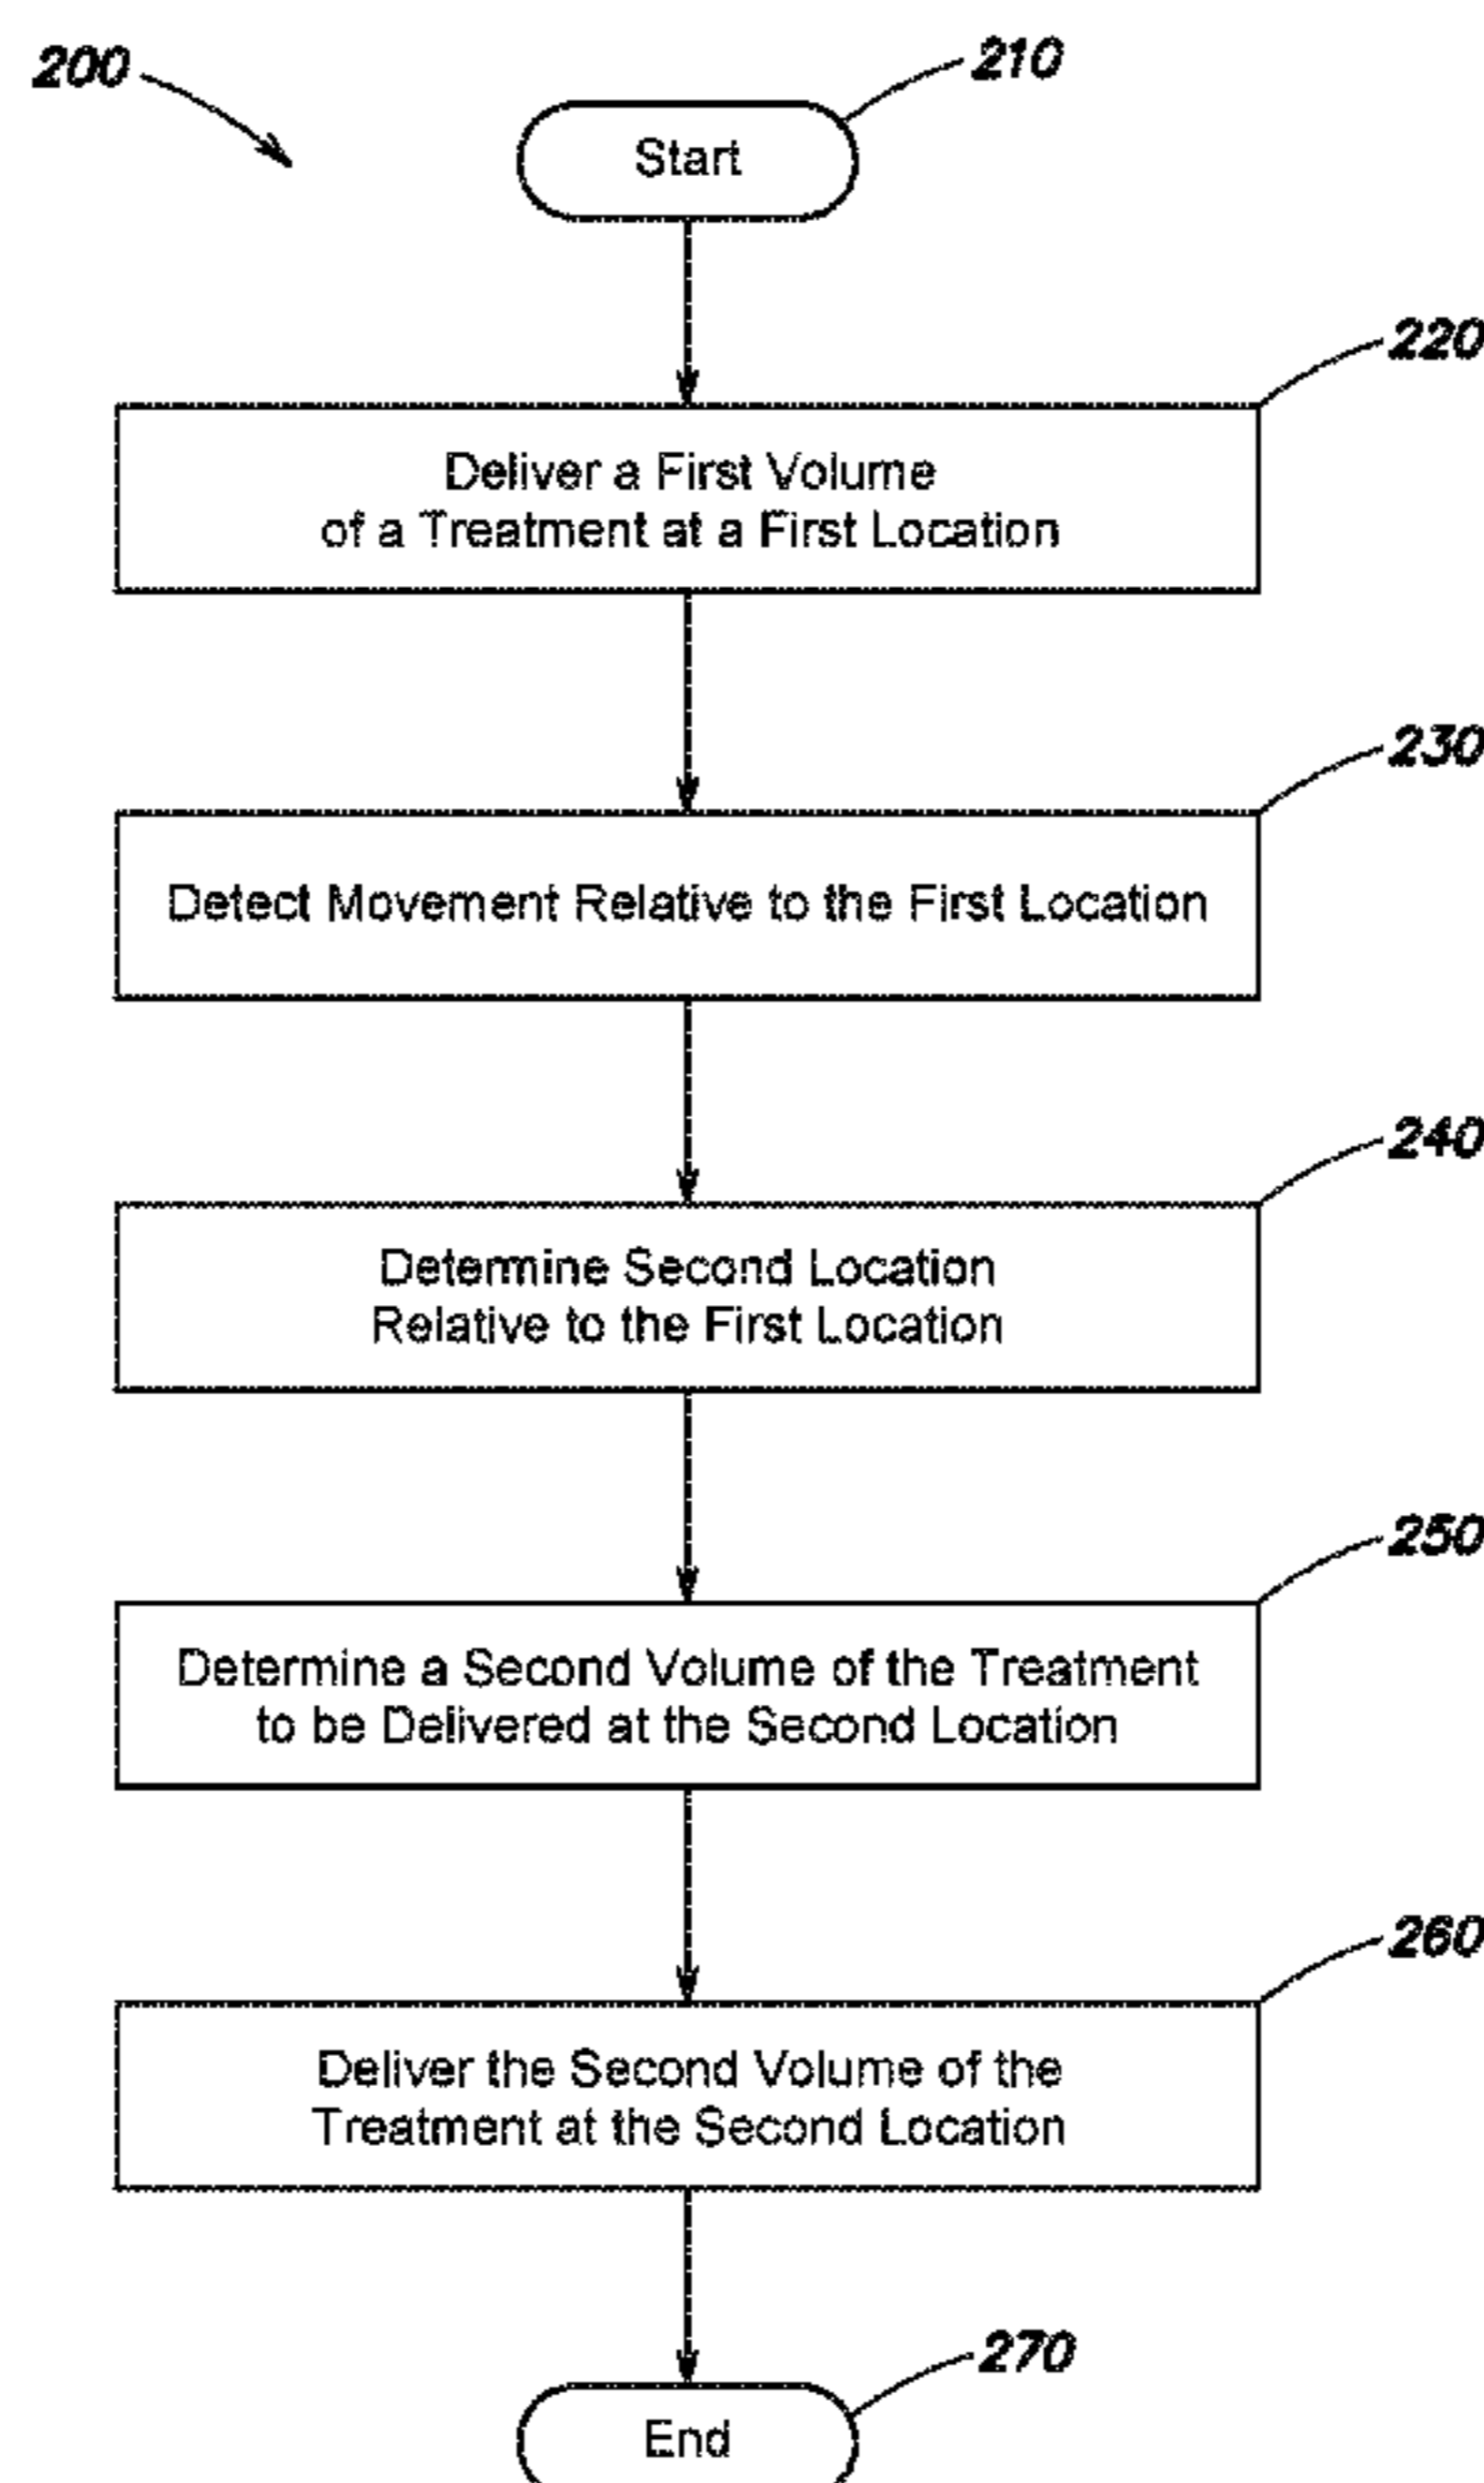 200
210
Start
220
Deliver a First Volume
of a Treatment at a First Location
230
Detect Movement Relative to the First Location
240
Determine Second Location
Relative to the First Location
250
Determine a Second Volume of the Treatment
to be Delivered at the Second Location
260
Deliver the Second Volume of the
Treatment at the Second Location
270
End